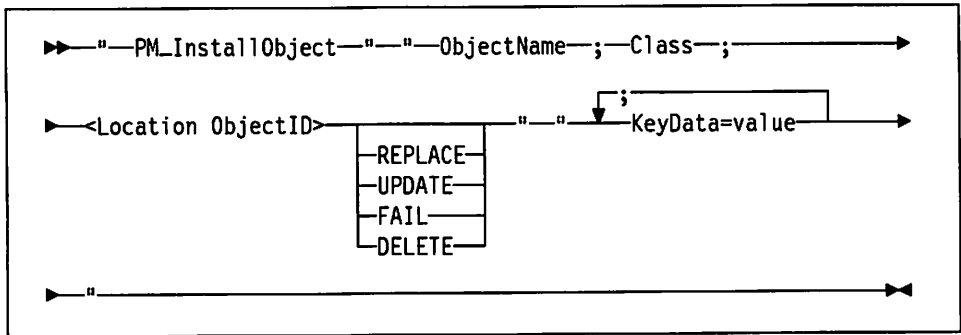 "PM_InstallObject" "ObjectName;Class;
;
<Location ObjectID> " " KeyData=value
REPLACE
UPDATE
FAIL
DELETE
"